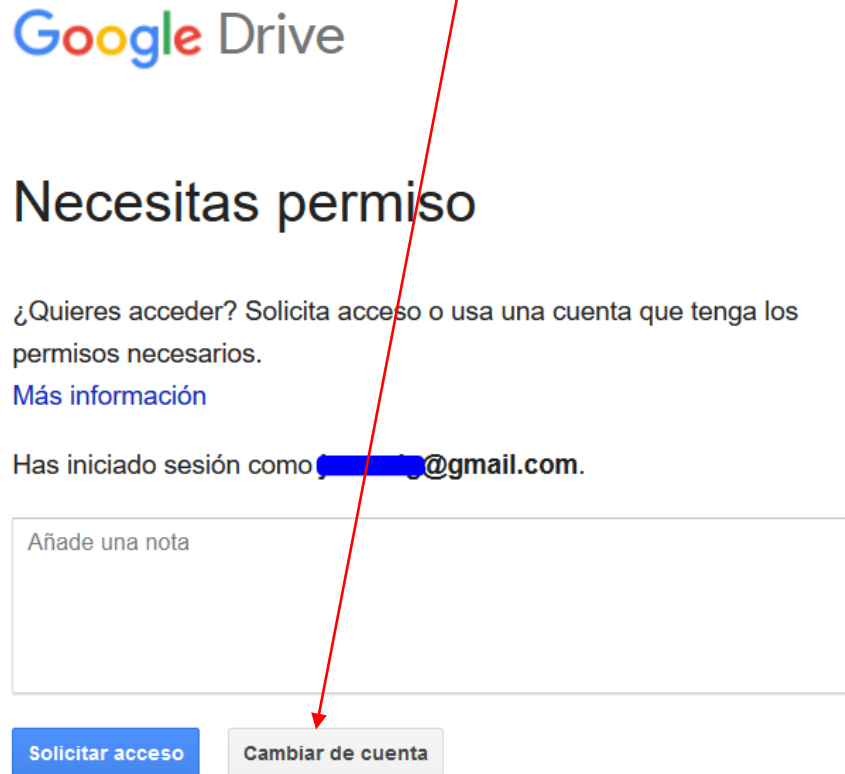 Google Drive
Necesitas permiso
¿Quieres acceder? Solicita acceso o usa una cuenta que tenga los
permisos necesarios.
Más información
Has iniciado sesión como @gmail.com.
Añade una nota
Solicitar acceso
Cambiar de cuenta